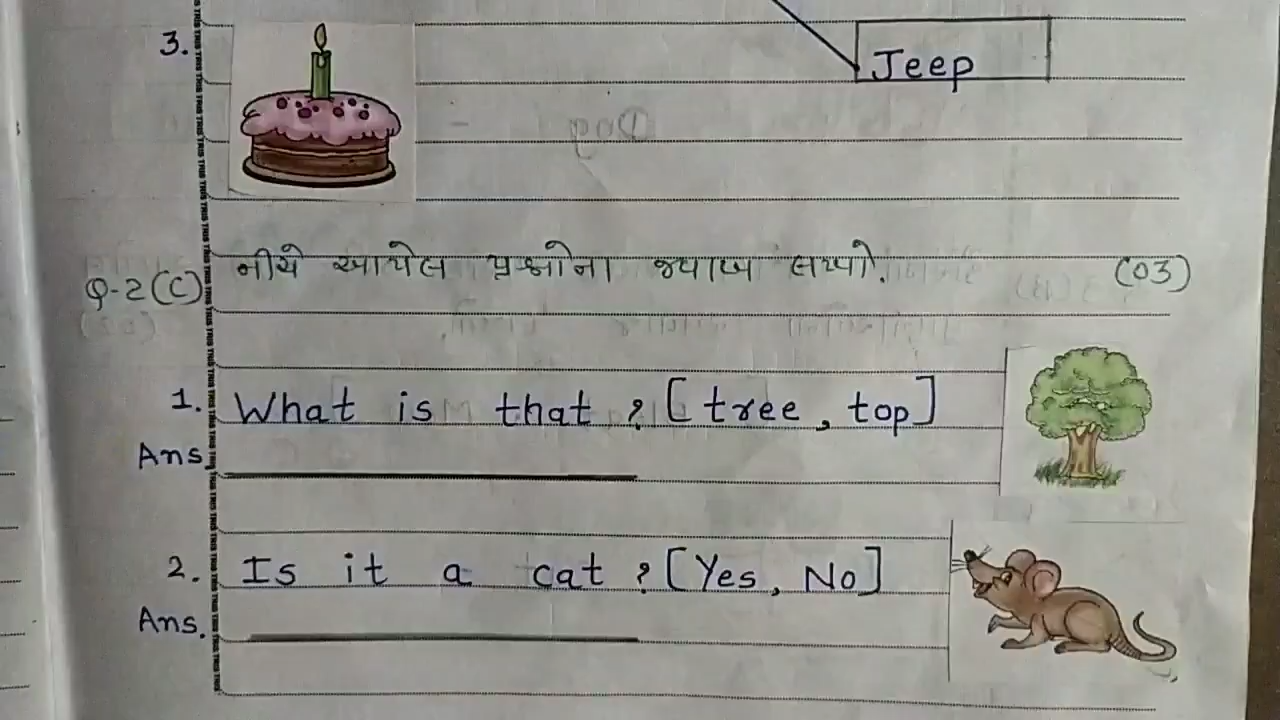 3.
Jeep
Q-2(C) નીચે આપેલ પ્રશ્નોના જવાબ લખો. (03)
1. What is that ? [ tree , top ]
Ans
2. Is it a cat ? [ Yes , No ]
Ans.